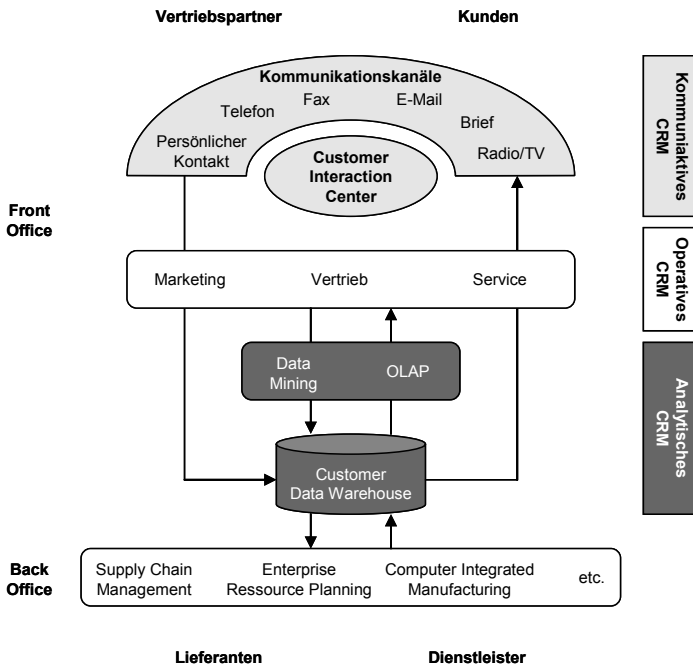 Vertriebspartner
Kunden
Kommunikationskanäle
Fax
E-Mail
Telefon
Brief
Persönlicher
Kontakt
Radio/TV
Customer
Interaction
Center
Kommuniaktives
CRM
Front
Office
Marketing
Vertrieb
Service
Operatives
CRM
Data
Mining
OLAP
Analytisches
CRM
Customer
Data Warehouse
Back
Office
Supply Chain
Management
Enterprise
Ressource Planning
Computer Integrated
Manufacturing
etc.
Lieferanten
Dienstleister